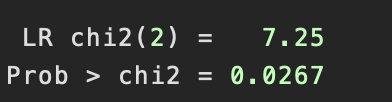 LR chi2(2) = 7.25
Prob > chi2 = 0.0267